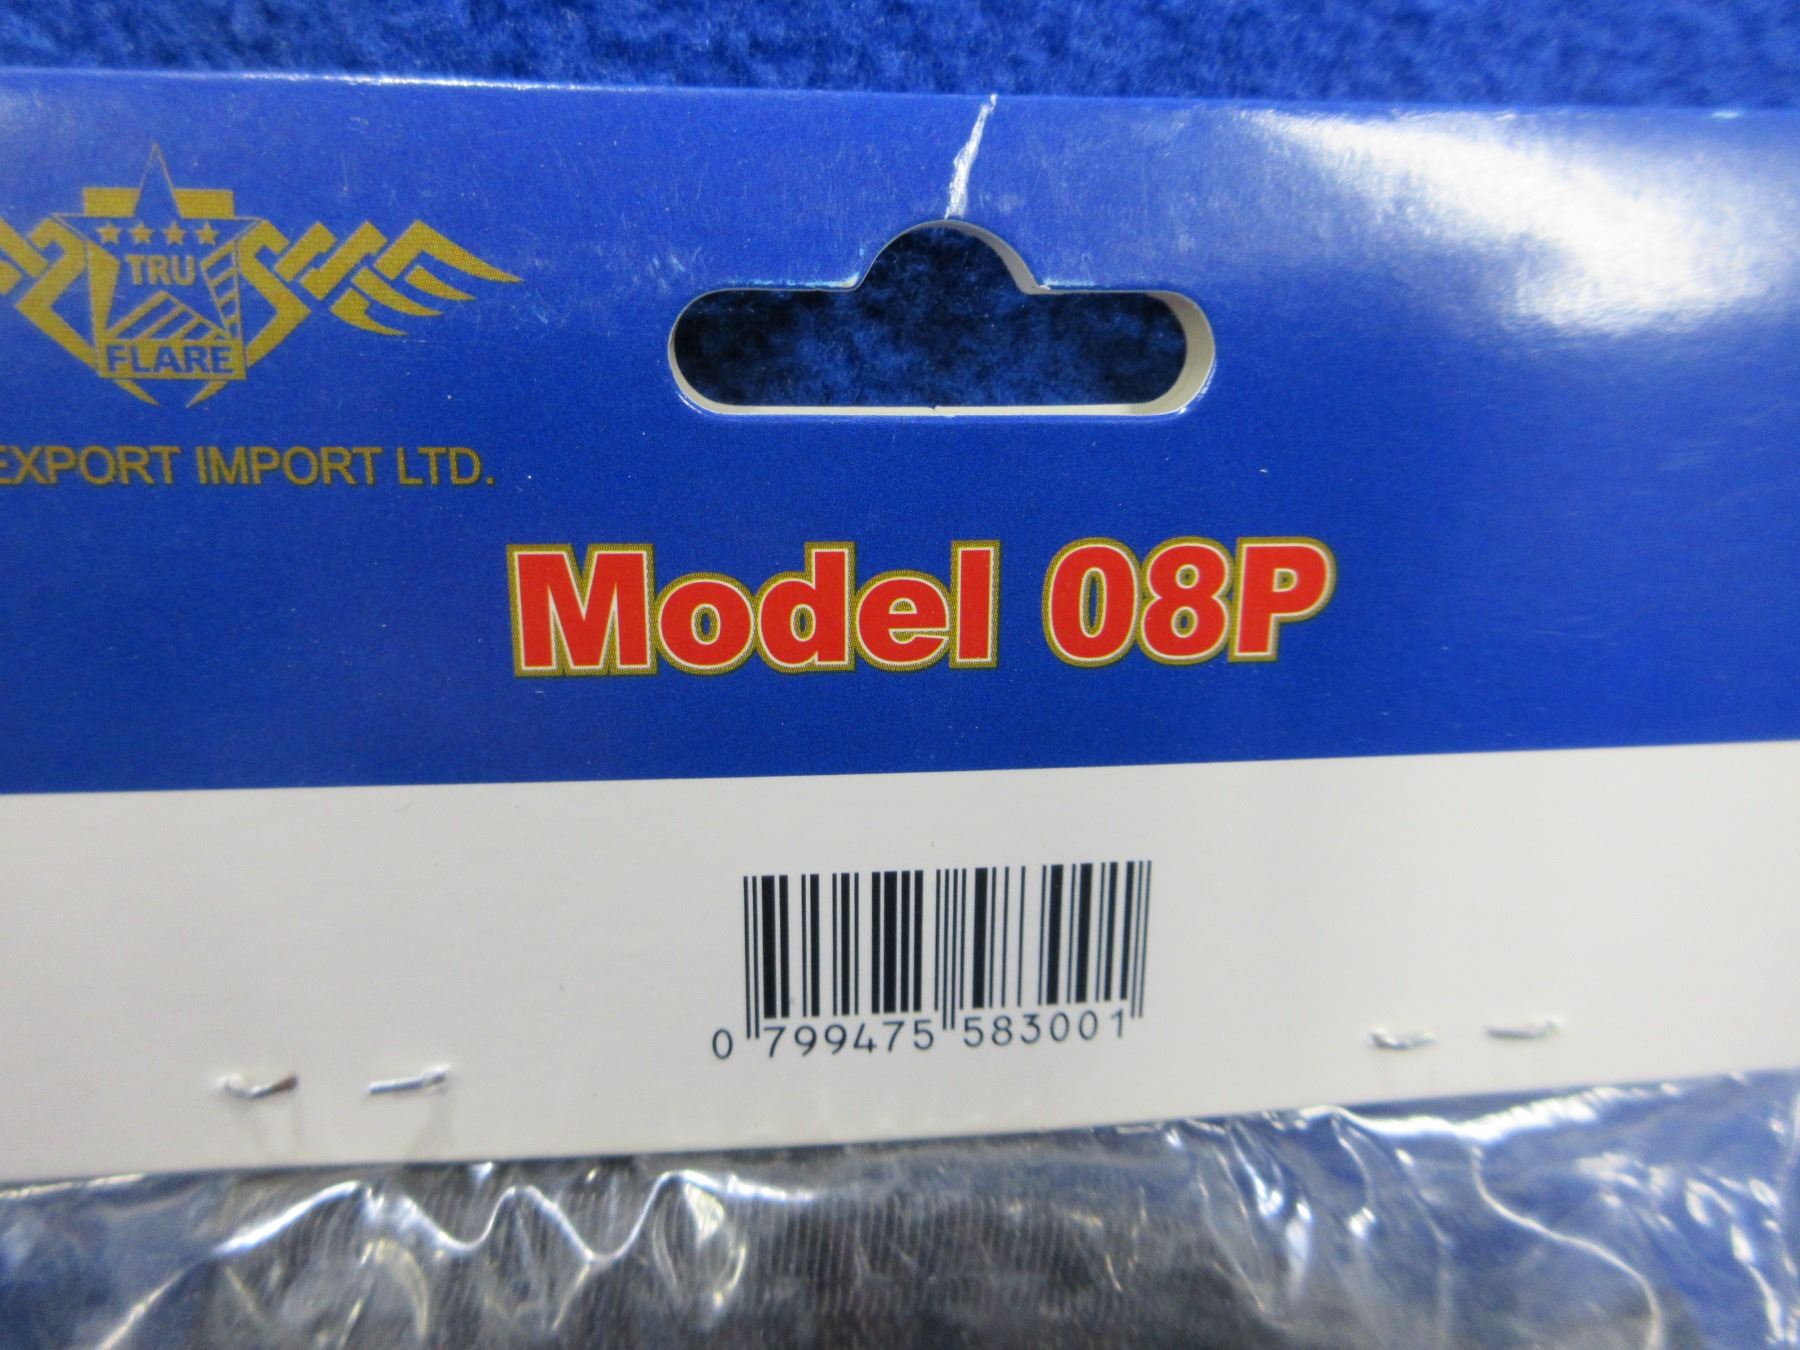 TRU
FLARE
EXPORT IMPORT LTD.
Model 08P
0 799475 583001